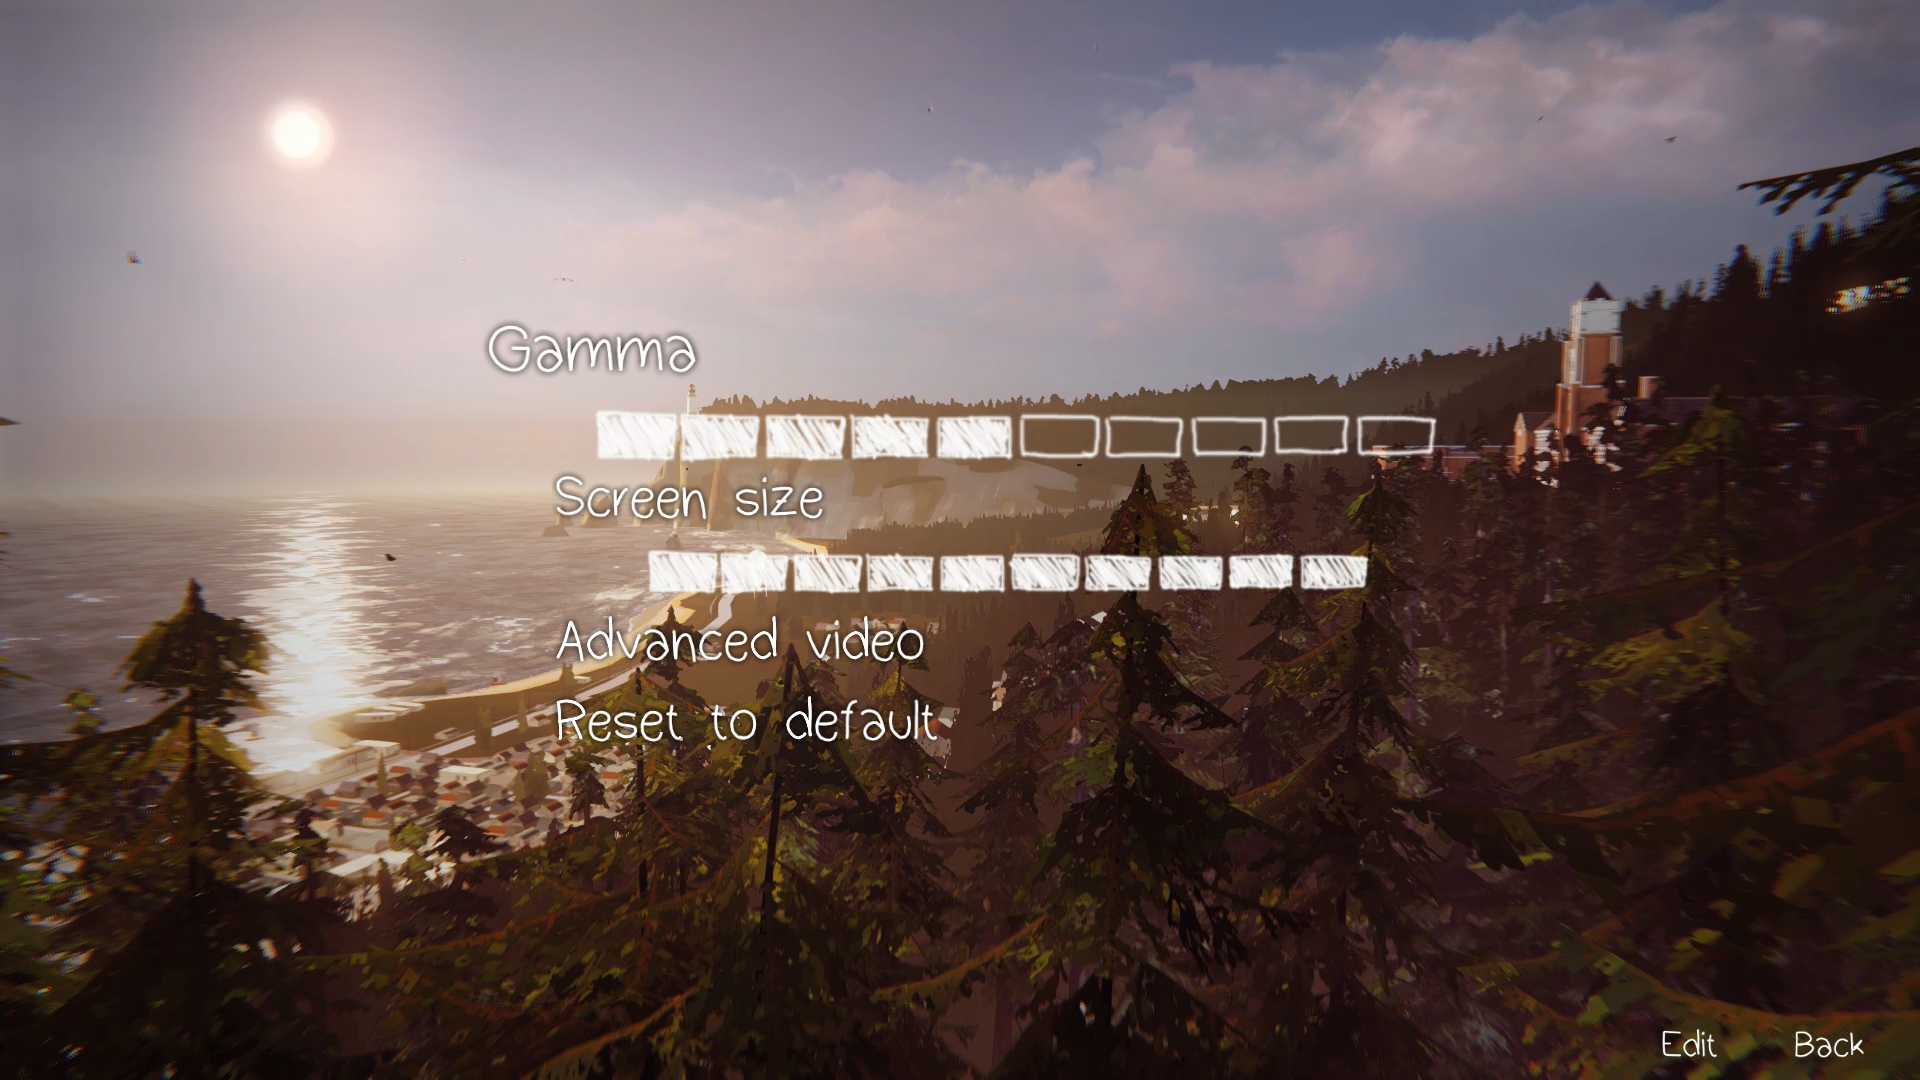 Gamma
Screen size
Advanced video
Reset to default
Edit Back